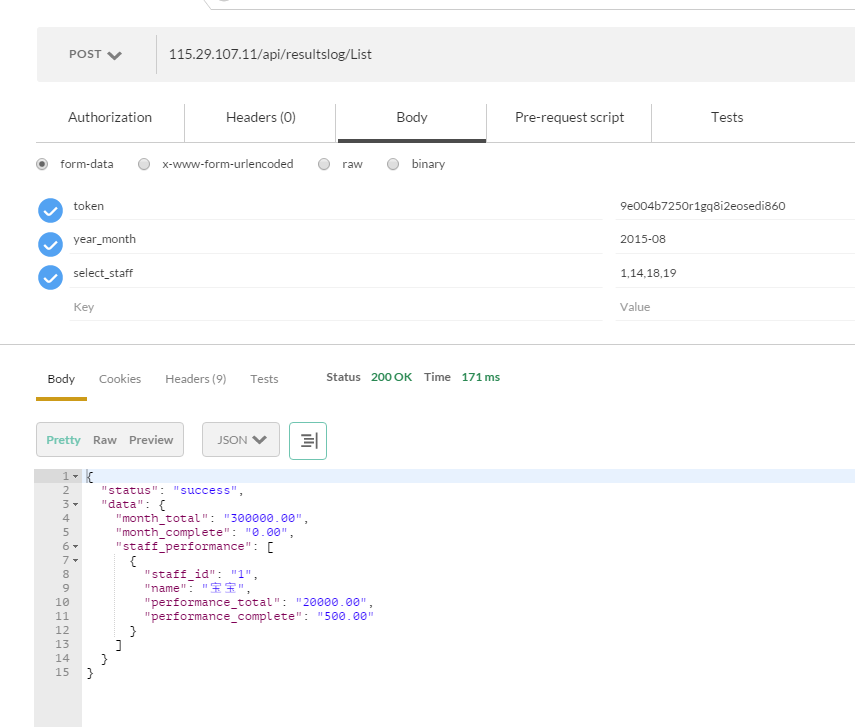 POST 115.29.107.11/api/resultslog/List
Authorization Headers (0) Body Pre-request script Tests
form-data x-www-form-urlencoded raw binary
token 9e004b7250r1gq8i2eosedi860
year_month 2015-08
select_staff 1,14,18,19
Key Value
Body Cookies Headers (9) Tests Status 200 OK Time 171 ms
Pretty Raw Preview JSON
1 {
2 "status": "success",
3 "data": {
4 "month_total": "300000.00",
5 "month_complete": "0.00",
6 "staff_performance": [
7 {
8 "staff_id": "1",
9 "name": "宝宝",
10 "performance_total": "20000.00",
11 "performance_complete": "500.00"
12 }
13 ]
14 }
15 }